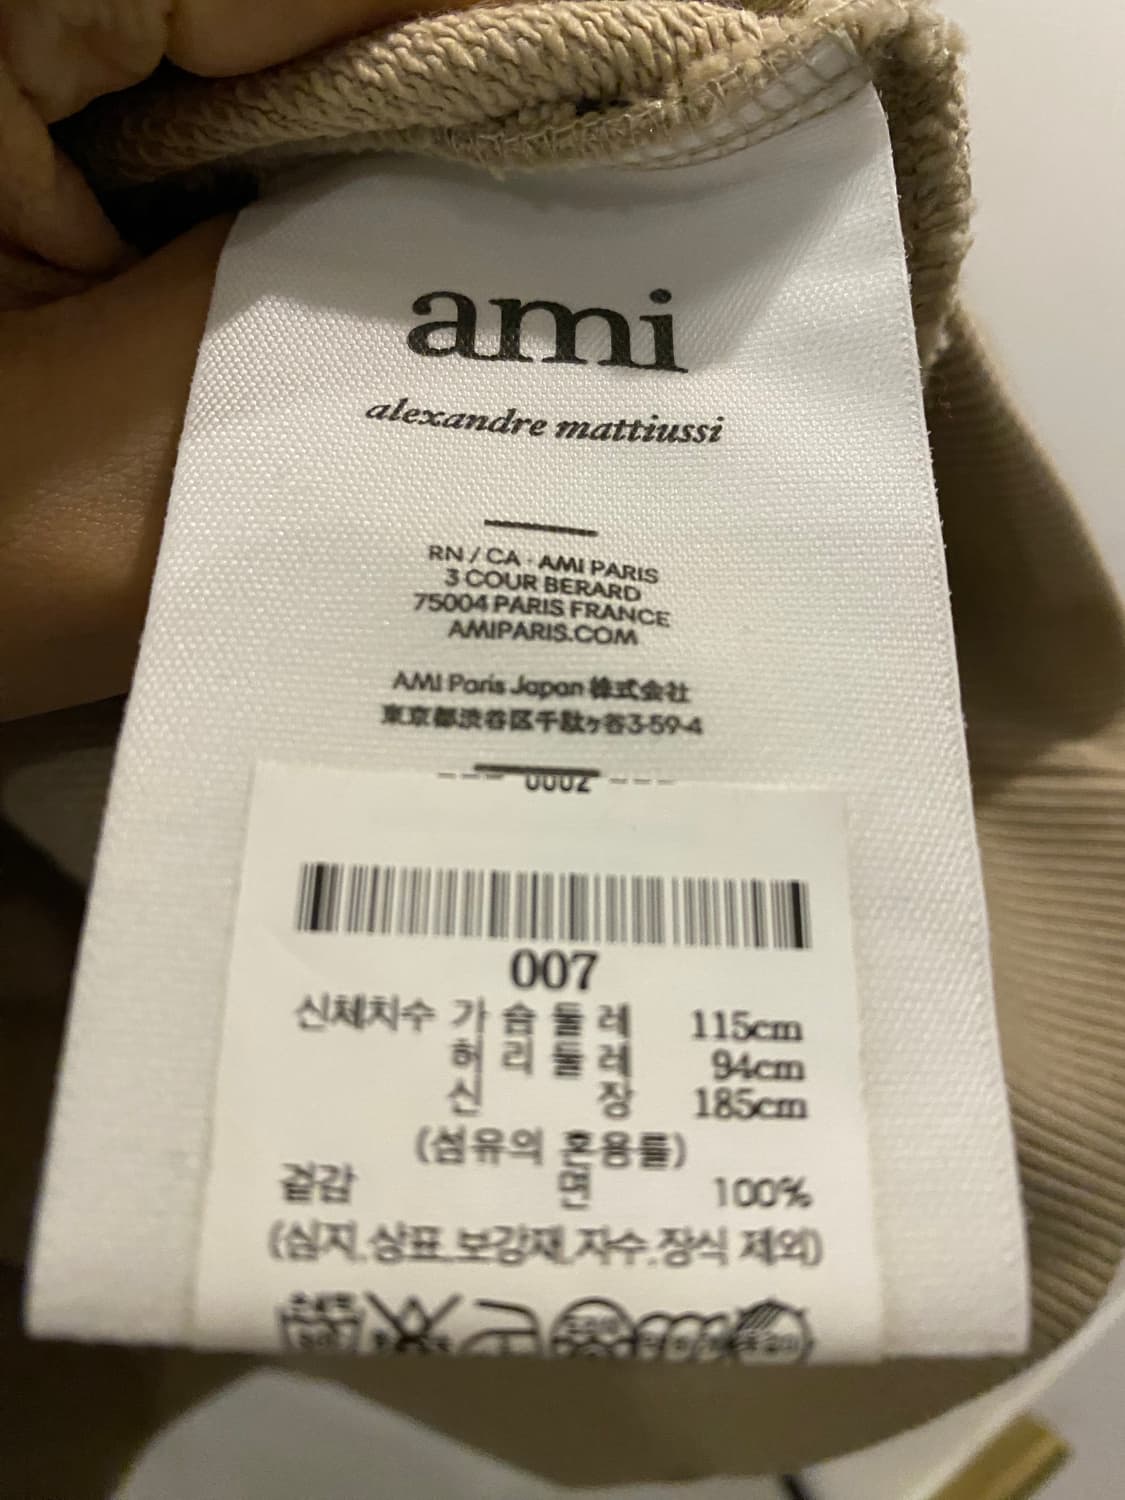 ami
alexandre mattiussi
RN / CA - AMI PARIS
3 COUR BERARD
75004 PARIS FRANCE
AMIPARIS.COM
AMI Paris Japan 株式会社
東京都渋谷区千駄ヶ谷3-59-4
--- 0002 ---
007
신체치수 가슴둘레 115cm
허리둘레 94cm
신장 185cm
(섬유의 혼용률)
겉감 면 100%
(심지.상표.보강재.자수.장식 제외)